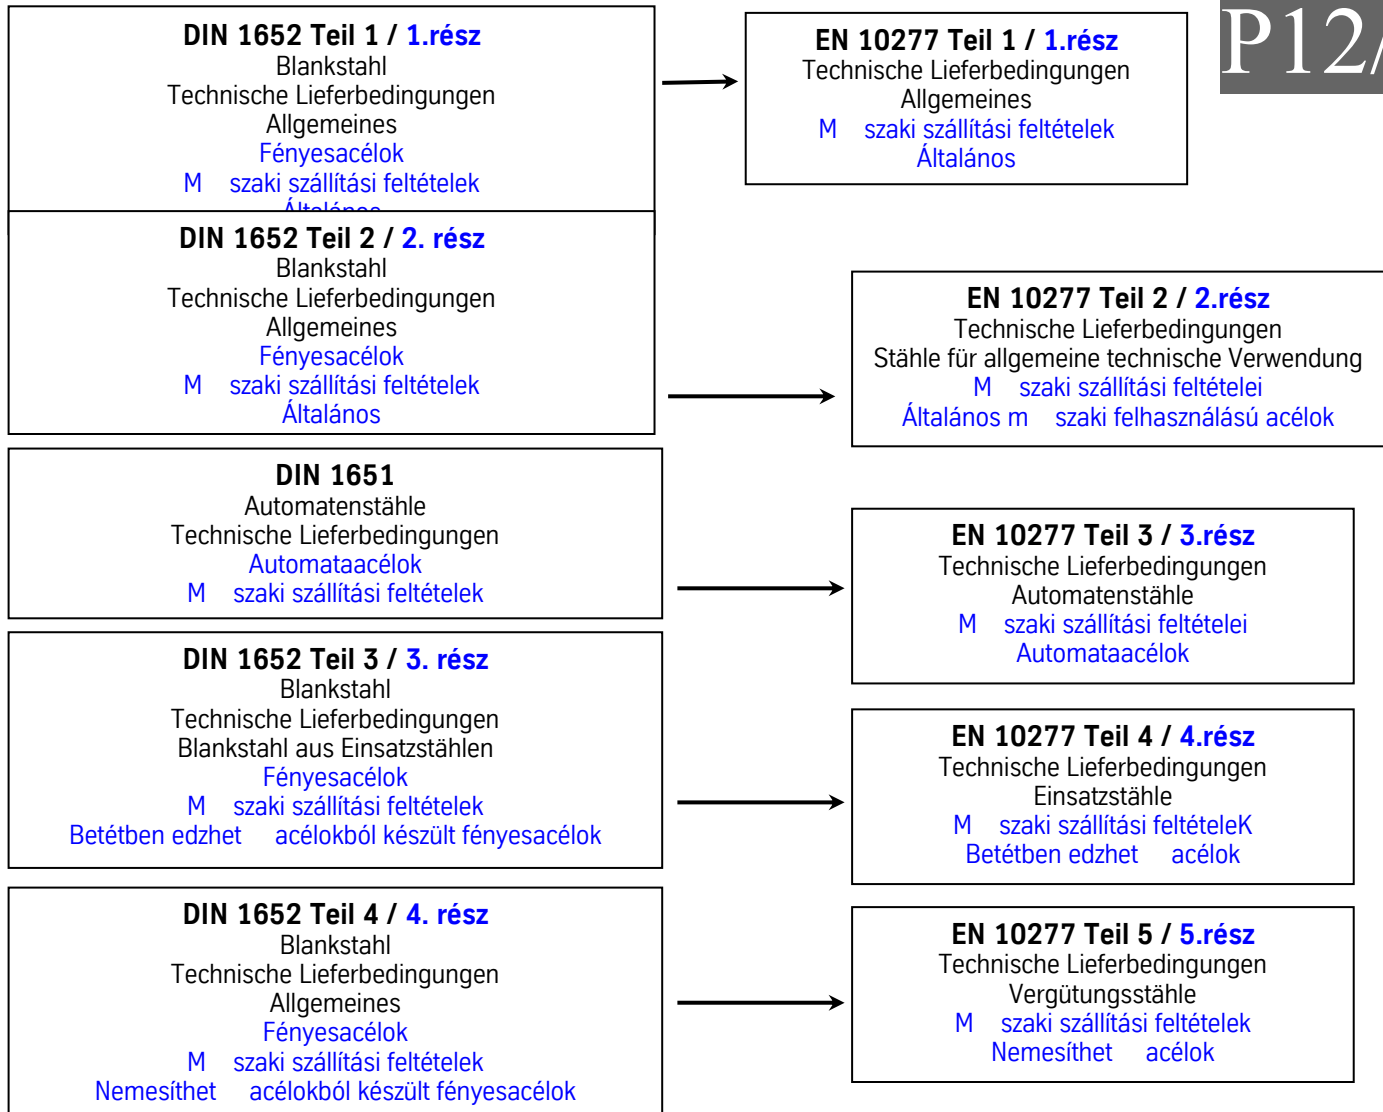 P12/
DIN 1652 Teil 1 / 1.rész
Blankstahl
Technische Lieferbedingungen
Allgemeines
Fényesacélok
M szaki szállítási feltételek
Általános
EN 10277 Teil 1 / 1.rész
Technische Lieferbedingungen
Allgemeines
M szaki szállítási feltételek
Általános
DIN 1652 Teil 2 / 2. rész
Blankstahl
Technische Lieferbedingungen
Allgemeines
Fényesacélok
M szaki szállítási feltételek
Általános
EN 10277 Teil 2 / 2.rész
Technische Lieferbedingungen
Stähle für allgemeine technische Verwendung
M szaki szállítási feltételei
Általános m szaki felhasználású acélok
DIN 1651
Automatenstähle
Technische Lieferbedingungen
Automataacélok
M szaki szállítási feltételek
EN 10277 Teil 3 / 3.rész
Technische Lieferbedingungen
Automatenstähle
M szaki szállítási feltételei
Automataacélok
DIN 1652 Teil 3 / 3. rész
Blankstahl
Technische Lieferbedingungen
Blankstahl aus Einsatzstählen
Fényesacélok
M szaki szállítási feltételek
Betétben edzhet acélokból készült fényesacélok
EN 10277 Teil 4 / 4.rész
Technische Lieferbedingungen
Einsatzstähle
M szaki szállítási feltételeK
Betétben edzhet acélok
DIN 1652 Teil 4 / 4. rész
Blankstahl
Technische Lieferbedingungen
Allgemeines
Fényesacélok
M szaki szállítási feltételek
Nemesíthet acélokból készült fényesacélok
EN 10277 Teil 5 / 5.rész
Technische Lieferbedingungen
Vergütungsstähle
M szaki szállítási feltételek
Nemesíthet acélok